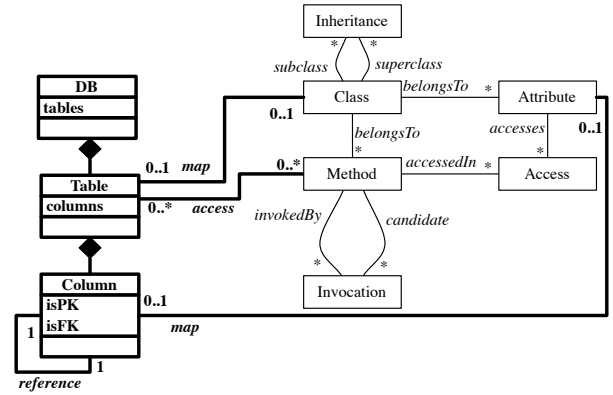 Inheritance
* *
subclass superclass
DB
tables
Class
belongsTo *
Attribute
0..1
0..1
belongsTo
*
accesses
*
0..1 map
0..*
Table
columns
0..* access
Method
accessedIn *
Access
invokedBy candidate
* *
Invocation
Column
isPK
isFK
0..1
map
1
1
reference